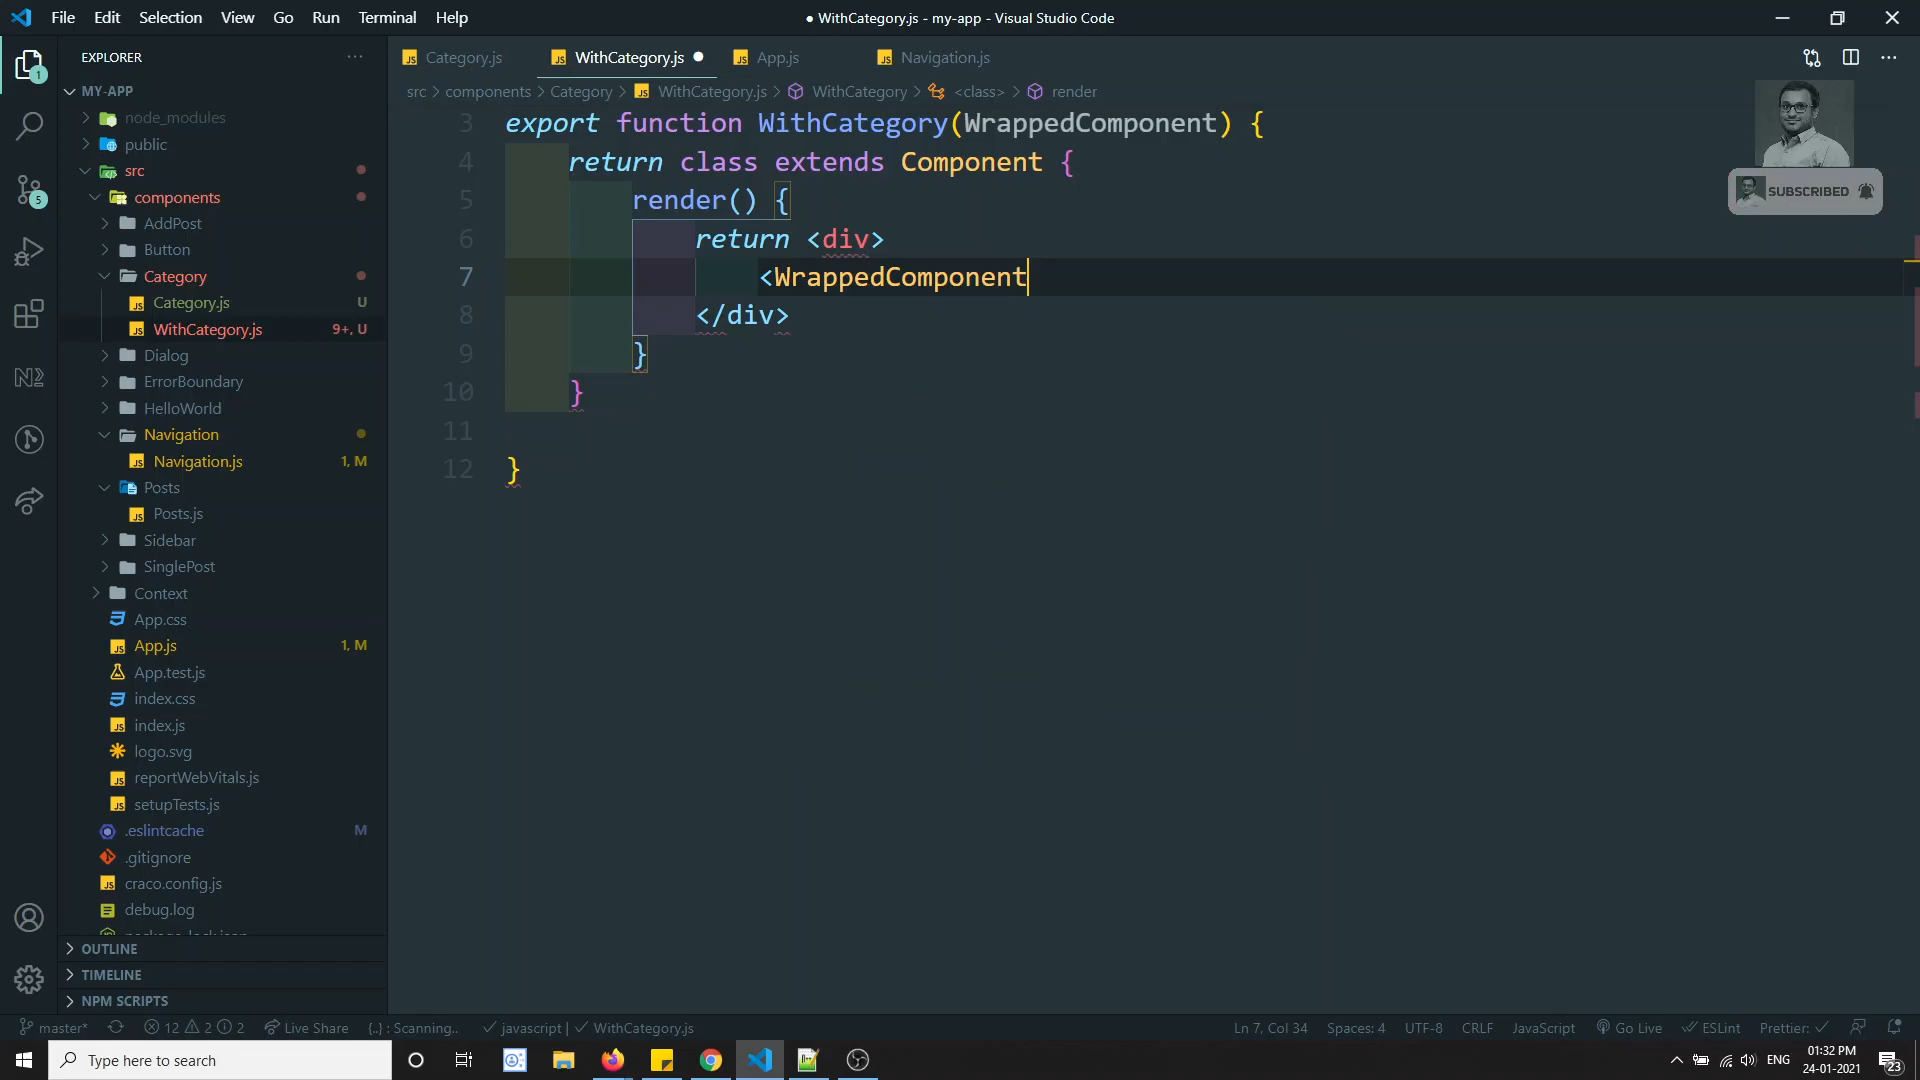 File Edit Selection View Go Run Terminal Help
● WithCategory.js - my-app - Visual Studio Code
EXPLORER
MY-APP
node_modules
public
src
components
AddPost
Button
Category
Category.js U
WithCategory.js 9+, U
Dialog
ErrorBoundary
HelloWorld
Navigation
Navigation.js 1, M
Posts
Posts.js
Sidebar
SinglePost
Context
App.css
App.js 1, M
App.test.js
index.css
index.js
logo.svg
reportWebVitals.js
setupTests.js
.eslintcache M
.gitignore
craco.config.js
debug.log
OUTLINE
TIMELINE
NPM SCRIPTS
1
5
Category.js WithCategory.js App.js Navigation.js
src > components > Category > WithCategory.js > WithCategory > <class> > render
3 export function WithCategory(WrappedComponent) {
4 return class extends Component {
5 render() {
6 return <div>
7 <WrappedComponent
8 </div>
9 }
10 }
11
12 }
SUBSCRIBED
master* 12 2 2 Live Share {..} : Scanning.. javascript | WithCategory.js
Ln 7, Col 34 Spaces: 4 UTF-8 CRLF JavaScript Go Live ESLint Prettier:
Type here to search
ENG
01:32 PM
24-01-2021
23